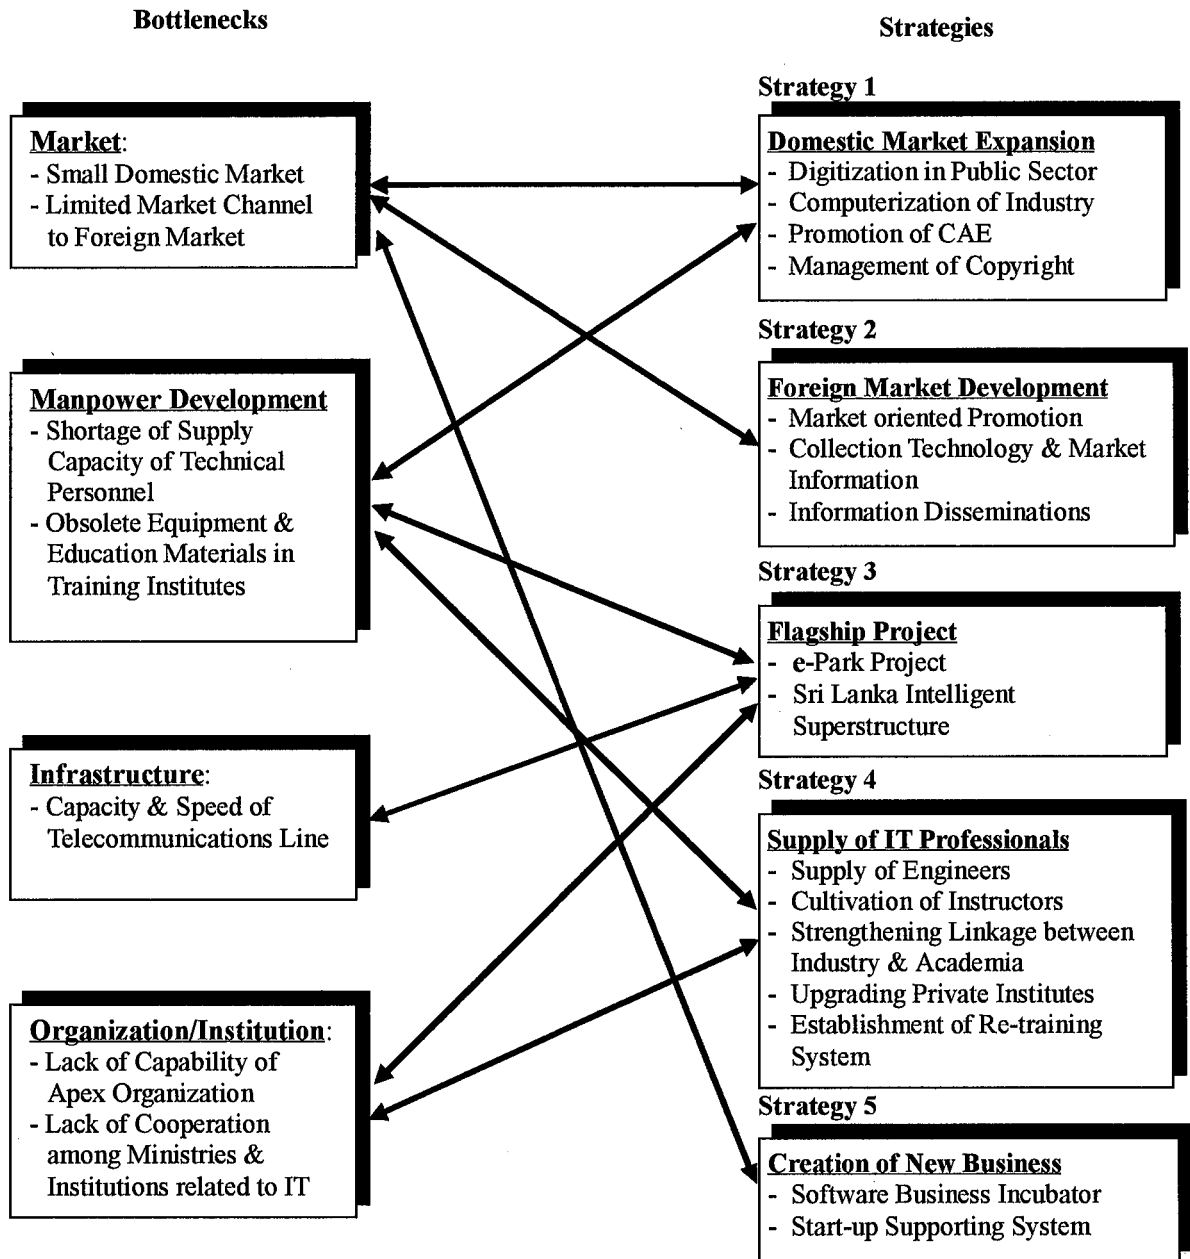 Bottlenecks
Market:
- Small Domestic Market
- Limited Market Channel
to Foreign Market
Manpower Development
- Shortage of Supply
Capacity of Technical
Personnel
- Obsolete Equipment &
Education Materials in
Training Institutes
Infrastructure:
- Capacity & Speed of
Telecommunications Line
Organization/Institution:
- Lack of Capability of
Apex Organization
- Lack of Cooperation
among Ministries &
Institutions related to IT
Strategies
Strategy 1
Domestic Market Expansion
- Digitization in Public Sector
- Computerization of Industry
- Promotion of CAE
- Management of Copyright
Strategy 2
Foreign Market Development
- Market oriented Promotion
- Collection Technology & Market
Information
- Information Disseminations
Strategy 3
Flagship Project
- e-Park Project
- Sri Lanka Intelligent
Superstructure
Strategy 4
Supply of IT Professionals
- Supply of Engineers
- Cultivation of Instructors
- Strengthening Linkage between
Industry & Academia
- Upgrading Private Institutes
- Establishment of Re-training
System
Strategy 5
Creation of New Business
- Software Business Incubator
- Start-up Supporting System